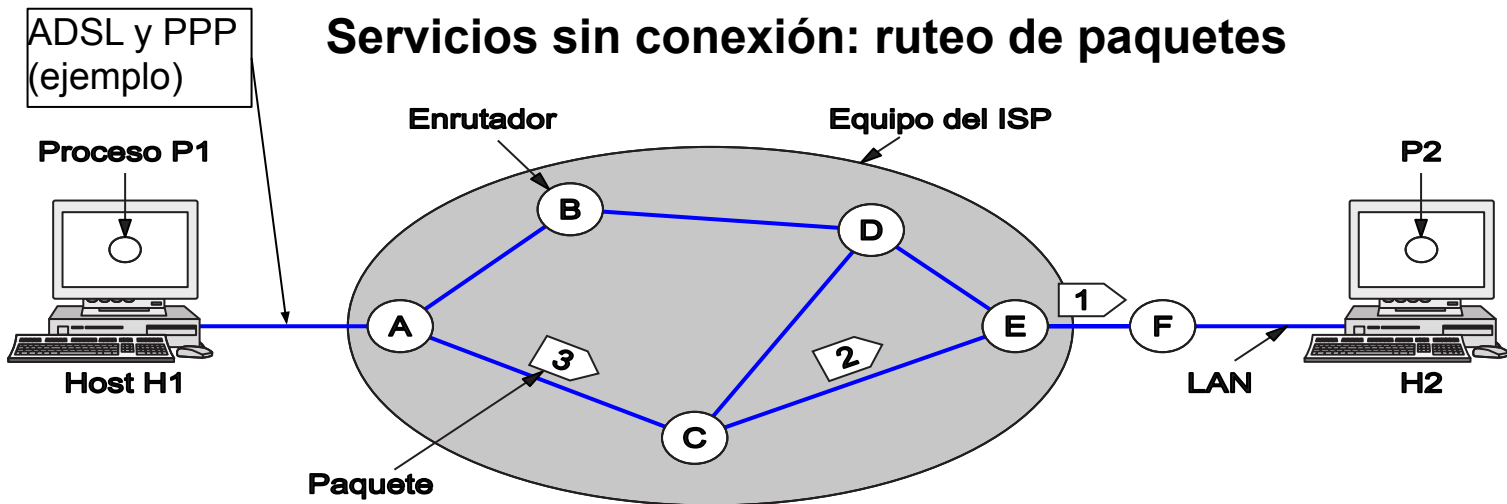 ADSL y PPP
(ejemplo)
Servicios sin conexión: ruteo de paquetes
Enrutador
Equipo del ISP
Proceso P1
P2
B
D
A
E
1
F
3
2
C
Host H1
LAN
H2
Paquete